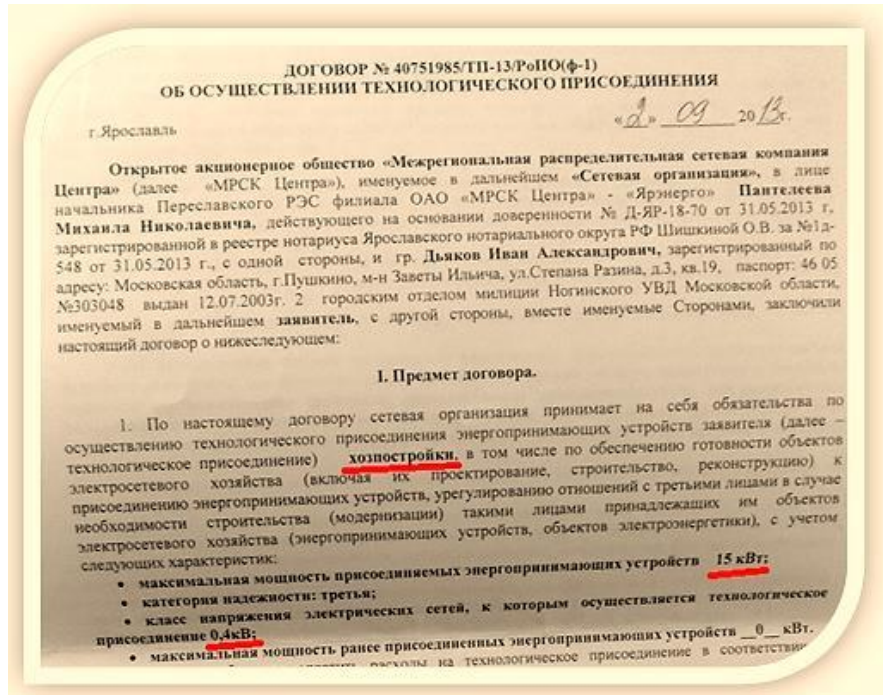 ДОГОВОР № 40751985/ТП-13/РоПО(ф-1)
ОБ ОСУЩЕСТВЛЕНИИ ТЕХНОЛОГИЧЕСКОГО ПРИСОЕДИНЕНИЯ
г.Ярославль
«2» 09 2013г.
Открытое акционерное общество «Межрегиональная распределительная сетевая компания
Центра» (далее «МРСК Центра»), именуемое в дальнейшем «Сетевая организация», в лице
начальника Переславского РЭС филиала ОАО «МРСК Центра» - «Ярэнерго» Пантелеева
Михаила Николаевича, действующего на основании доверенности № Д-ЯР-18-70 от 31.05.2013 г,
зарегистрированной в реестре нотариуса Ярославского нотариального округа РФ Шишкиной О.В. за №1д-
548 от 31.05.2013 г., с одной стороны, и гр. Дьяков Иван Александрович, зарегистрированный по
адресу: Московская область, г.Пушкино, м-н Заветы Ильича, ул.Степана Разина, д.3, кв.19, паспорт: 46 05
№303048 выдан 12.07.2003г. 2 городским отделом милиции Ногинского УВД Московской области,
именуемый в дальнейшем заявитель, с другой стороны, вместе именуемые Сторонами, заключили
настоящий договор о нижеследующем:
I. Предмет договора.
1. По настоящему договору сетевая организация принимает на себя обязательства по
осуществлению технологического присоединения энергопринимающих устройств заявителя (далее –
технологическое присоединение) хозпостройки, в том числе по обеспечению готовности объектов
электросетевого хозяйства (включая их проектирование, строительство, реконструкцию) к
присоединению энергопринимающих устройств, урегулированию отношений с третьими лицами в случае
необходимости строительства (модернизации) такими лицами принадлежащих им объектов
электросетевого хозяйства (энергопринимающих устройств, объектов электроэнергетики), с учетом
следующих характеристик:
• максимальная мощность присоединяемых энергопринимающих устройств 15 кВт;
• категория надежности: третья;
• класс напряжения электрических сетей, к которым осуществляется технологическое
присоединение 0,4кВ;
• максимальная мощность ранее присоединенных энергопринимающих устройств __0__ кВт.
расходы на технологическое присоединение в соответствии